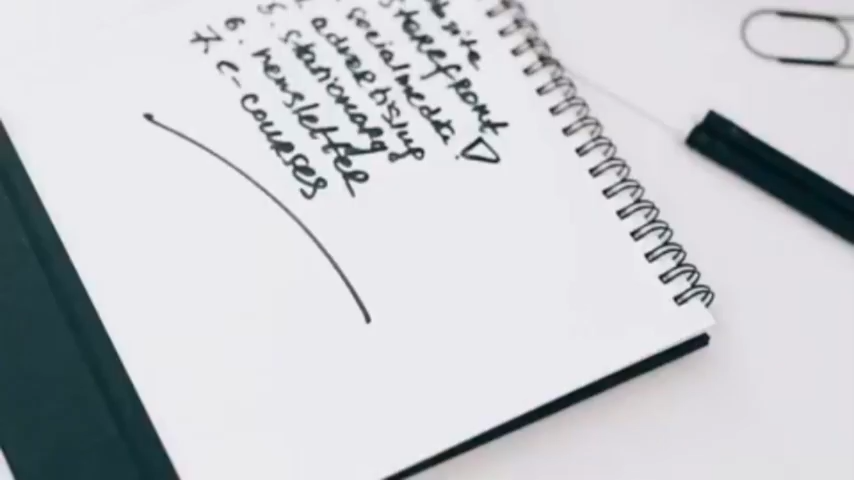 storefront
social media!
advertising
5. stationary
6. newsletter
7. e-courses